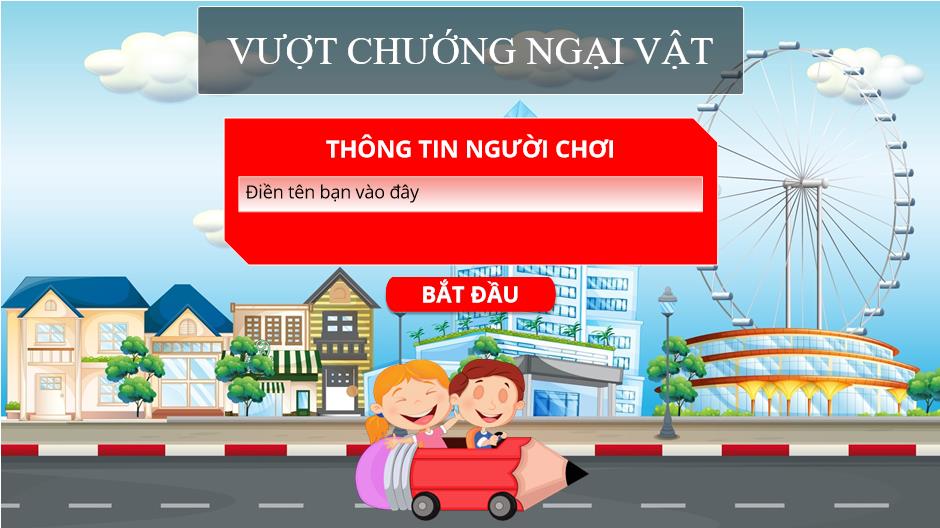 VƯỢT CHƯỚNG NGẠI VẬT
THÔNG TIN NGƯỜI CHƠI
Điền tên bạn vào đây
BẮT ĐẦU